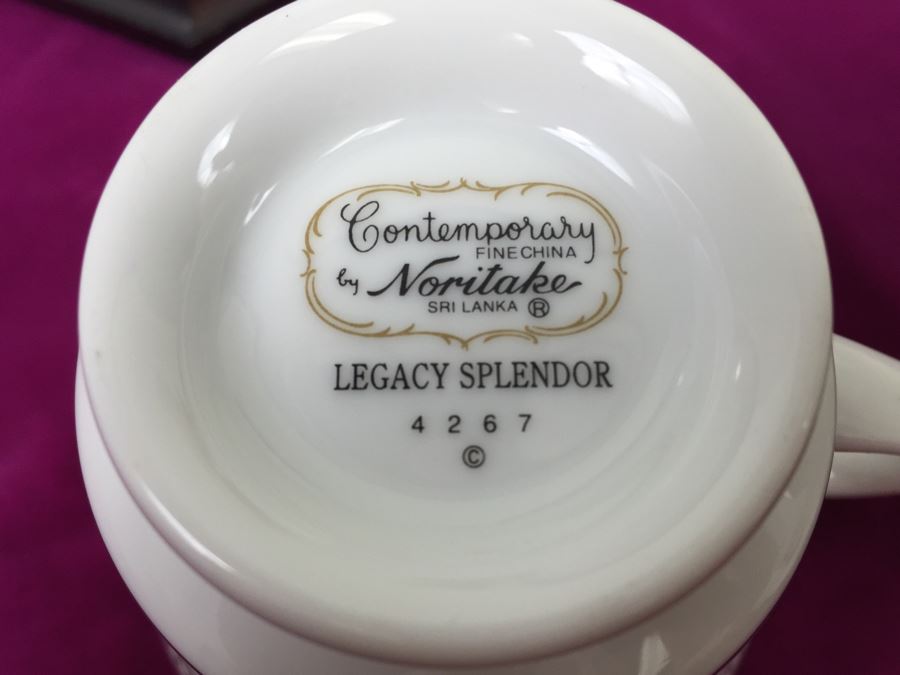 Contemporary
FINE CHINA
by Noritake
SRI LANKA ®
LEGACY SPLENDOR
4267
©